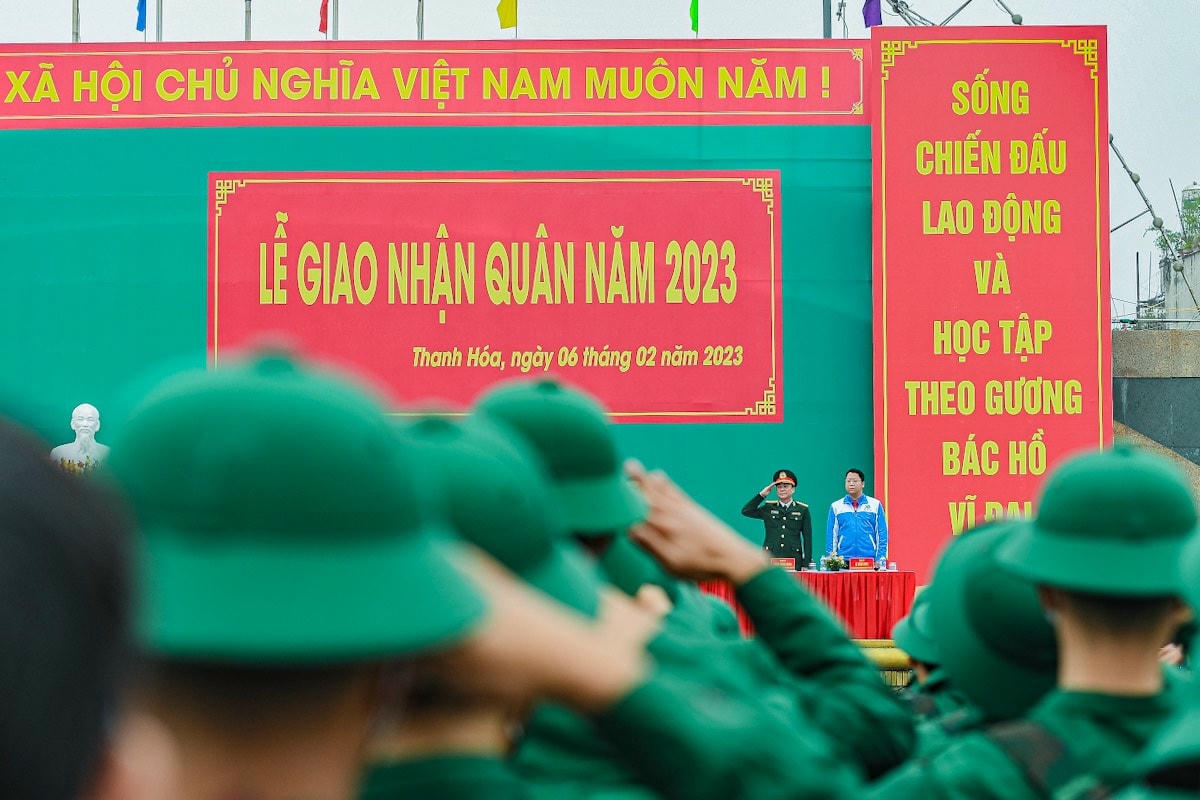 XÃ HỘI CHỦ NGHĨA VIỆT NAM MUÔN NĂM !
LỄ GIAO NHẬN QUÂN NĂM 2023
Thanh Hóa, ngày 06 tháng 02 năm 2023
SỐNG
CHIẾN ĐẤU
LAO ĐỘNG
VÀ
HỌC TẬP
THEO GƯƠNG
BÁC HỒ
VĨ ĐẠI